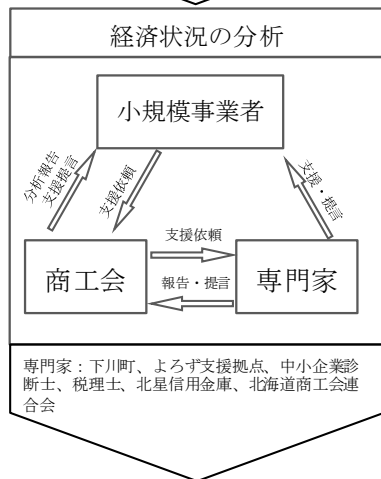 経済状況の分析
小規模事業者
分析報告
支援提言
支援依頼
支援・提言
支援依頼
商工会
専門家
報告・提言
専門家：下川町、よろず支援拠点、中小企業診
断士、税理士、北星信用金庫、北海道商工会連
合会